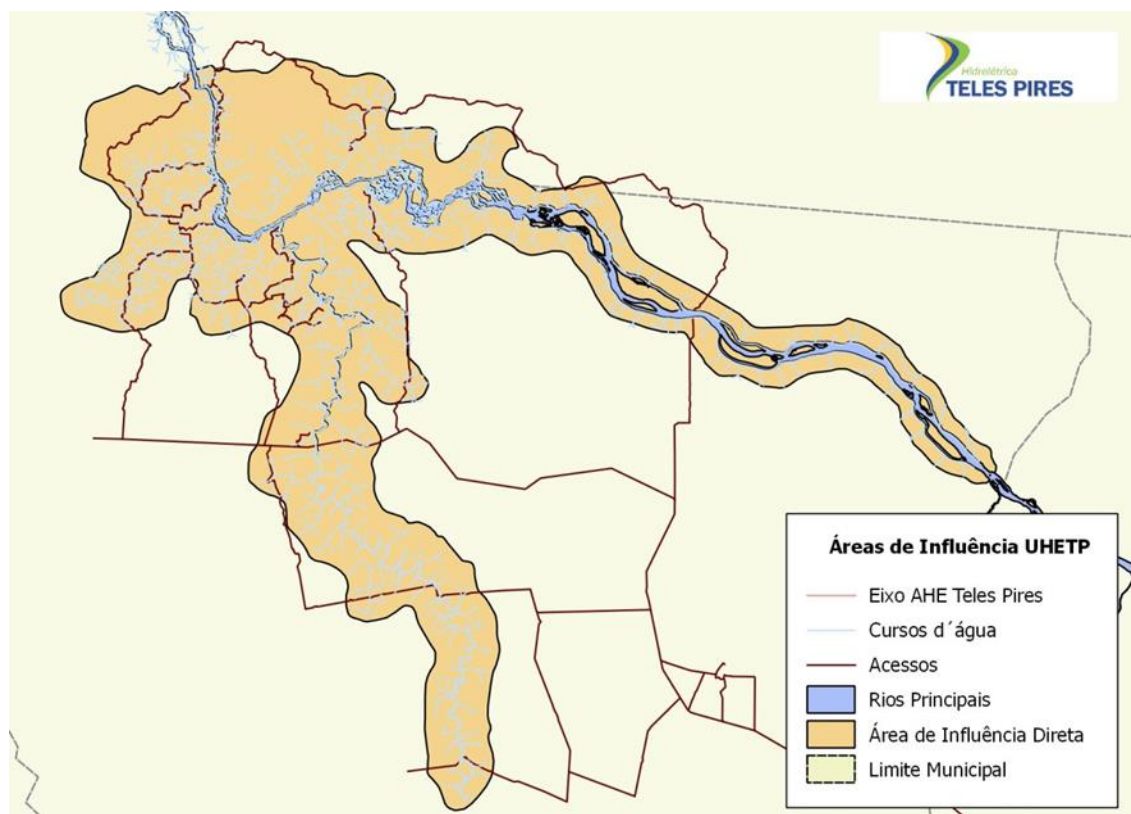 Hidrelétrica
TELES PIRES
Áreas de Influência UHETP
Eixo AHE Teles Pires
Cursos d´água
Acessos
Rios Principais
Área de Influência Direta
Limite Municipal